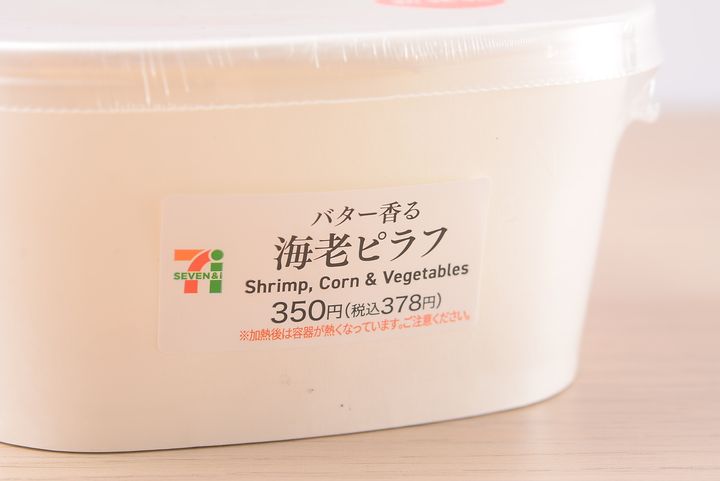 バター香る
海老ピラフ
Shrimp, Corn & Vegetables
350円(税込378円)
※加熱後は容器が熱くなっています。ご注意ください。
7i
SEVEN&i